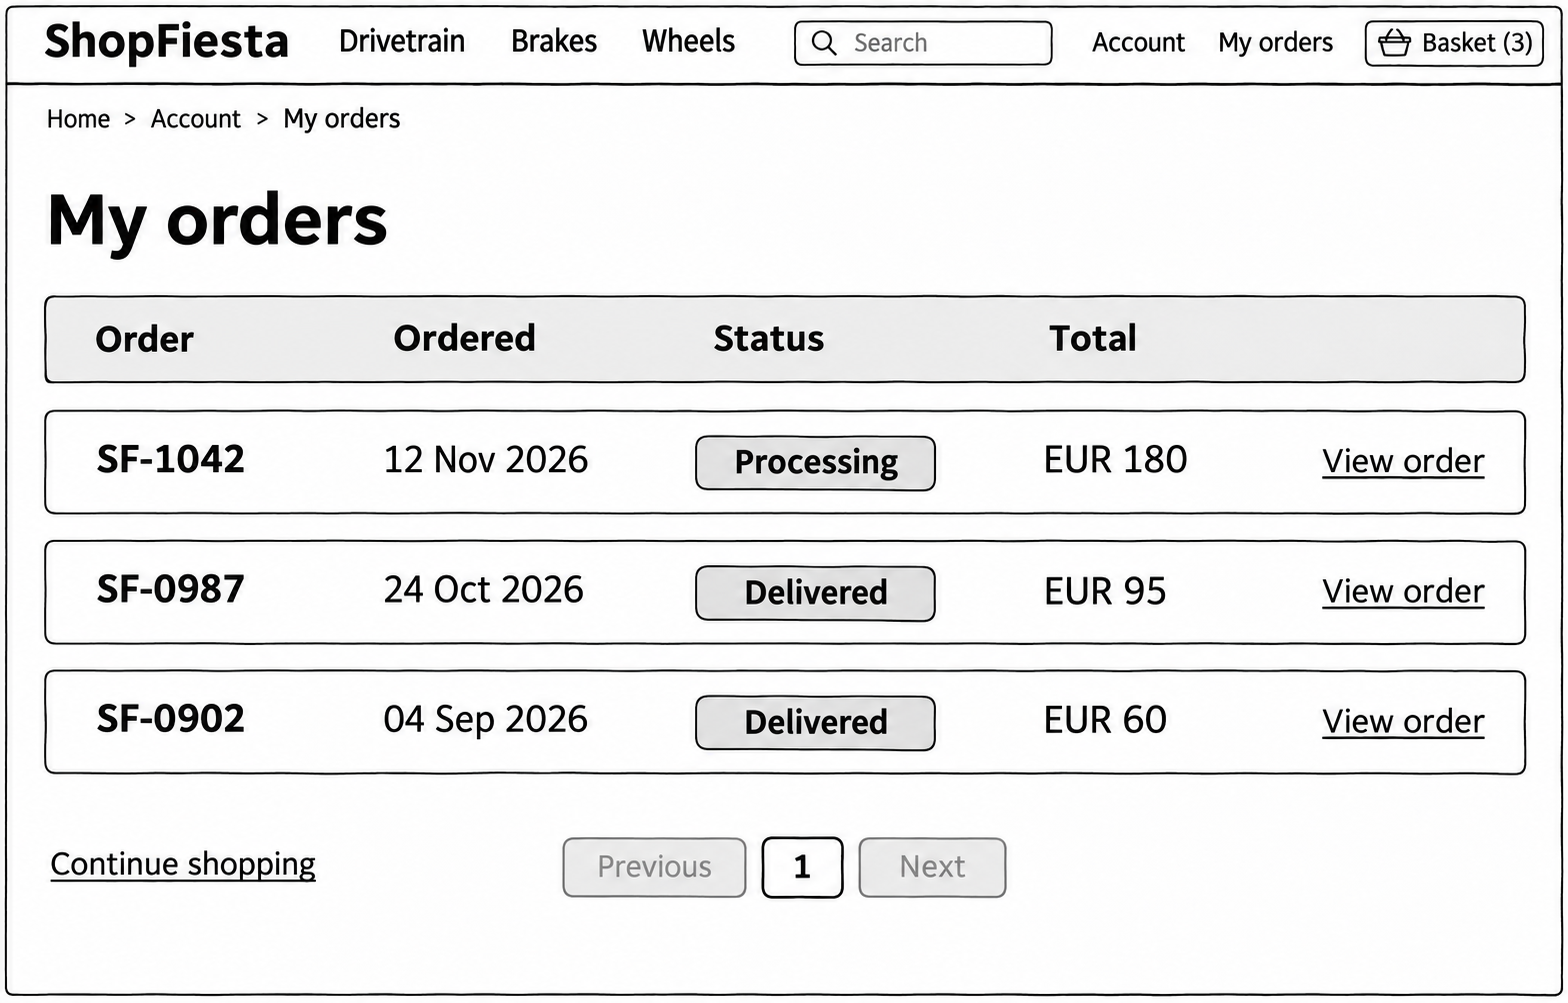 ShopFiesta Drivetrain Brakes Wheels Search Account My orders Basket (3)
Home > Account > My orders
My orders
Order Ordered Status Total
SF-1042 12 Nov 2026 Processing EUR 180 View order
SF-0987 24 Oct 2026 Delivered EUR 95 View order
SF-0902 04 Sep 2026 Delivered EUR 60 View order
Continue shopping Previous 1 Next